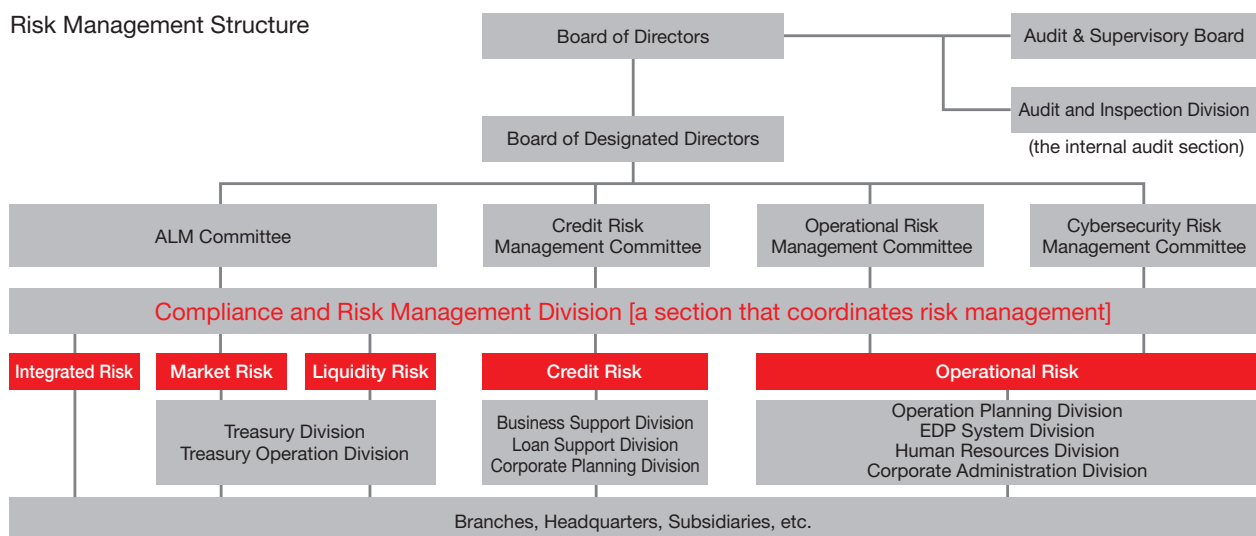 Risk Management Structure
Board of Directors
Audit & Supervisory Board
Audit and Inspection Division
(the internal audit section)
Board of Designated Directors
ALM Committee
Credit Risk
Management Committee
Operational Risk
Management Committee
Cybersecurity Risk
Management Committee
Compliance and Risk Management Division [a section that coordinates risk management]
Integrated Risk
Market Risk
Liquidity Risk
Credit Risk
Operational Risk
Treasury Division
Treasury Operation Division
Business Support Division
Loan Support Division
Corporate Planning Division
Operation Planning Division
EDP System Division
Human Resources Division
Corporate Administration Division
Branches, Headquarters, Subsidiaries, etc.